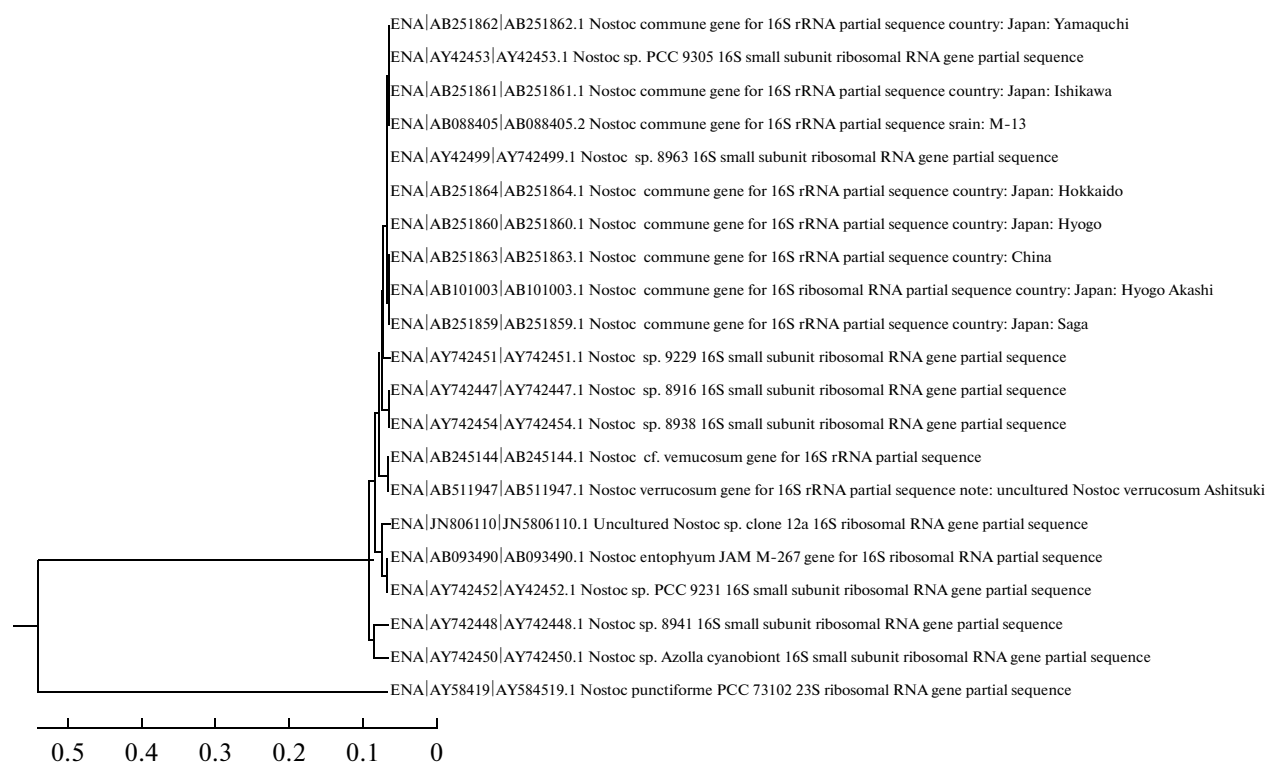 ENA|AB251862|AB251862.1 Nostoc commune gene for 16S rRNA partial sequence country: Japan: Yamaquchi
ENA|AY42453|AY42453.1 Nostoc sp. PCC 9305 16S small subunit ribosomal RNA gene partial sequence
ENA|AB251861|AB251861.1 Nostoc commune gene for 16S rRNA partial sequence country: Japan: Ishikawa
ENA|AB088405|AB088405.2 Nostoc commune gene for 16S rRNA partial sequence srain: M-13
ENA|AY42499|AY742499.1 Nostoc sp. 8963 16S small subunit ribosomal RNA gene partial sequence
ENA|AB251864|AB251864.1 Nostoc commune gene for 16S rRNA partial sequence country: Japan: Hokkaido
ENA|AB251860|AB251860.1 Nostoc commune gene for 16S rRNA partial sequence country: Japan: Hyogo
ENA|AB251863|AB251863.1 Nostoc commune gene for 16S rRNA partial sequence country: China
ENA|AB101003|AB101003.1 Nostoc commune gene for 16S ribosomal RNA partial sequence country: Japan: Hyogo Akashi
ENA|AB251859|AB251859.1 Nostoc commune gene for 16S rRNA partial sequence country: Japan: Saga
ENA|AY742451|AY742451.1 Nostoc sp. 9229 16S small subunit ribosomal RNA gene partial sequence
ENA|AY742447|AY742447.1 Nostoc sp. 8916 16S small subunit ribosomal RNA gene partial sequence
ENA|AY742454|AY742454.1 Nostoc sp. 8938 16S small subunit ribosomal RNA gene partial sequence
ENA|AB245144|AB245144.1 Nostoc cf. vemucosum gene for 16S rRNA partial sequence
ENA|AB511947|AB511947.1 Nostoc verrucosum gene for 16S rRNA partial sequence note: uncultured Nostoc verrucosum Ashitsuki
ENA|JN806110|JN5806110.1 Uncultured Nostoc sp. clone 12a 16S ribosomal RNA gene partial sequence
ENA|AB093490|AB093490.1 Nostoc entophyum JAM M-267 gene for 16S ribosomal RNA partial sequence
ENA|AY742452|AY42452.1 Nostoc sp. PCC 9231 16S small subunit ribosomal RNA gene partial sequence
ENA|AY742448|AY742448.1 Nostoc sp. 8941 16S small subunit ribosomal RNA gene partial sequence
ENA|AY742450|AY742450.1 Nostoc sp. Azolla cyanobiont 16S small subunit ribosomal RNA gene partial sequence
ENA|AY58419|AY584519.1 Nostoc punctiforme PCC 73102 23S ribosomal RNA gene partial sequence
0.5 0.4 0.3 0.2 0.1 0